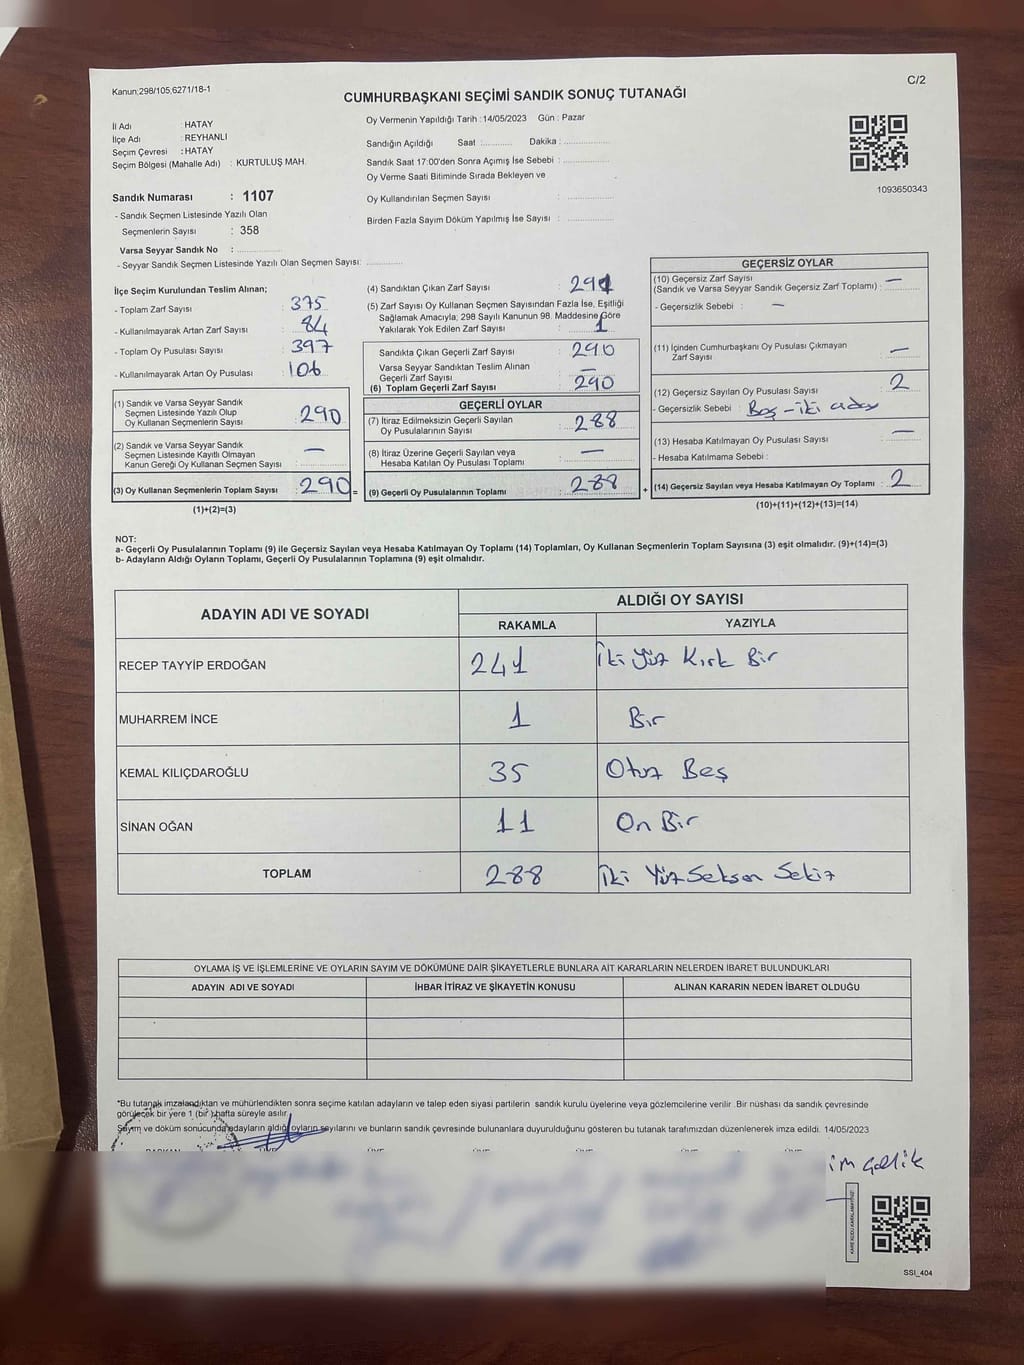 Kanun;298/105,6271/18-1
C/2
CUMHURBAŞKANI SEÇİMİ SANDIK SONUÇ TUTANAĞI
İl Adı : HATAY
İlçe Adı : REYHANLI
Seçim Çevresi : HATAY
Seçim Bölgesi (Mahalle Adı) : KURTULUŞ MAH.
Sandık Numarası : 1107
- Sandık Seçmen Listesinde Yazılı Olan
Seçmenlerin Sayısı : 358
Varsa Seyyar Sandık No :
- Seyyar Sandık Seçmen Listesinde Yazılı Olan Seçmen Sayısı:
Oy Vermenin Yapıldığı Tarih :14/05/2023 Gün : Pazar
Sandığın Açıldığı Saat : Dakika :
Sandık Saat 17:00'den Sonra Açımış İse Sebebi :
Oy Verme Saati Bitiminde Sırada Bekleyen ve
Oy Kullandırılan Seçmen Sayısı :
Birden Fazla Sayım Döküm Yapılmış İse Sayısı :
1093650343
İlçe Seçim Kurulundan Teslim Alınan;
- Toplam Zarf Sayısı : 375
- Kullanılmayarak Artan Zarf Sayısı : 84
- Toplam Oy Pusulası Sayısı : 397
- Kullanılmayarak Artan Oy Pusulası : 106
(1) Sandık ve Varsa Seyyar Sandık
Seçmen Listesinde Yazılı Olup
Oy Kullanan Seçmenlerin Sayısı : 290
(2) Sandık ve Varsa Seyyar Sandık
Seçmen Listesinde Kayıtlı Olmayan
Kanun Gereği Oy Kullanan Seçmen Sayısı : —
(3) Oy Kullanan Seçmenlerin Toplam Sayısı : 290 =
(1)+(2)=(3)
(4) Sandıktan Çıkan Zarf Sayısı : 291
(5) Zarf Sayısı Oy Kullanan Seçmen Sayısından Fazla İse, Eşitliği
Sağlamak Amacıyla; 298 Sayılı Kanunun 98. Maddesine Göre
Yakılarak Yok Edilen Zarf Sayısı : 1
Sandıkta Çıkan Geçerli Zarf Sayısı : 290
Varsa Seyyar Sandıktan Teslim Alınan
Geçerli Zarf Sayısı : —
(6) Toplam Geçerli Zarf Sayısı : 290
GEÇERLİ OYLAR
(7) İtiraz Edilmeksizin Geçerli Sayılan
Oy Pusulalarının Sayısı : 288
(8) İtiraz Üzerine Geçerli Sayılan veya
Hesaba Katılan Oy Pusulası Toplamı : —
(9) Geçerli Oy Pusulalarının Toplamı : 288 +
GEÇERSİZ OYLAR
(10) Geçersiz Zarf Sayısı
(Sandık ve Varsa Seyyar Sandık Geçersiz Zarf Toplamı) : —
- Geçersizlik Sebebi : —
(11) İçinden Cumhurbaşkanı Oy Pusulası Çıkmayan
Zarf Sayısı : —
(12) Geçersiz Sayılan Oy Pusulası Sayısı : 2
- Geçersizlik Sebebi : Boş - iki aday
(13) Hesaba Katılmayan Oy Pusulası Sayısı : —
- Hesaba Katılmama Sebebi :
(14) Geçersiz Sayılan veya Hesaba Katılmayan Oy Toplamı : 2
(10)+(11)+(12)+(13)=(14)
NOT:
a- Geçerli Oy Pusulalarının Toplamı (9) ile Geçersiz Sayılan veya Hesaba Katılmayan Oy Toplamı (14) Toplamları, Oy Kullanan Seçmenlerin Toplam Sayısına (3) eşit olmalıdır. (9)+(14)=(3)
b- Adayların Aldığı Oyların Toplamı, Geçerli Oy Pusulalarının Toplamına (9) eşit olmalıdır.
ADAYIN ADI VE SOYADI
ALDIĞI OY SAYISI
RAKAMLA YAZIYLA
RECEP TAYYİP ERDOĞAN 241 İki Yüz Kırk Bir
MUHARREM İNCE 1 Bir
KEMAL KILIÇDAROĞLU 35 Otuz Beş
SİNAN OĞAN 11 On Bir
TOPLAM 288 İki Yüz Seksen Sekiz
OYLAMA İŞ VE İŞLEMLERİNE VE OYLARIN SAYIM VE DÖKÜMÜNE DAİR ŞİKAYETLERLE BUNLARA AİT KARARLARIN NELERDEN İBARET BULUNDUKLARI
ADAYIN ADI VE SOYADI İHBAR İTİRAZ VE ŞİKAYETİN KONUSU ALINAN KARARIN NEDEN İBARET OLDUĞU
*Bu tutanak imzalandıktan ve mühürlendikten sonra seçime katılan adayların ve talep eden siyasi partilerin sandık kurulu üyelerine veya gözlemcilerine verilir .Bir nüshası da sandık çevresinde
görülecek bir yere 1 (bir) hafta süreyle asılır.
Sayım ve döküm sonucunda adayların aldığı oyların sayılarını ve bunların sandık çevresinde bulunanlara duyurulduğunu gösteren bu tutanak tarafımızdan düzenlenerek imza edildi. 14/05/2023
SSI_404